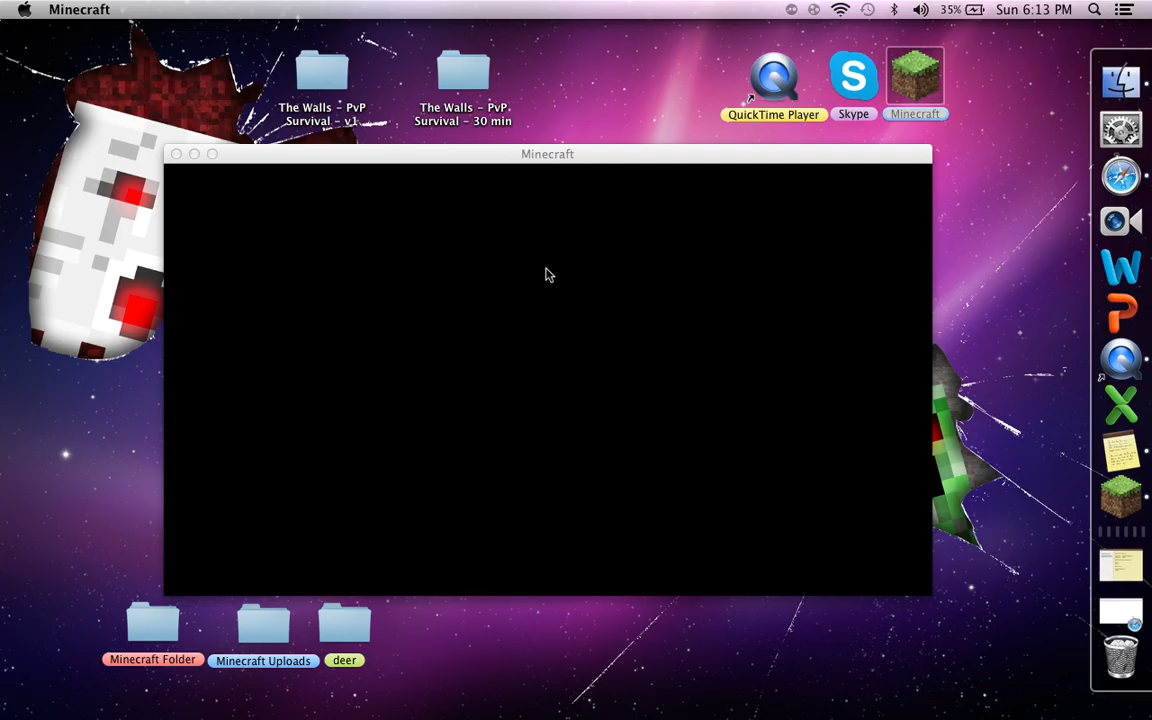 Minecraft
35%
Sun 6:13 PM
The Walls – PvP
Survival – v1
The Walls – PvP
Survival – 30 min
QuickTime Player
Skype
Minecraft
Minecraft
Minecraft Folder
Minecraft Uploads
deer